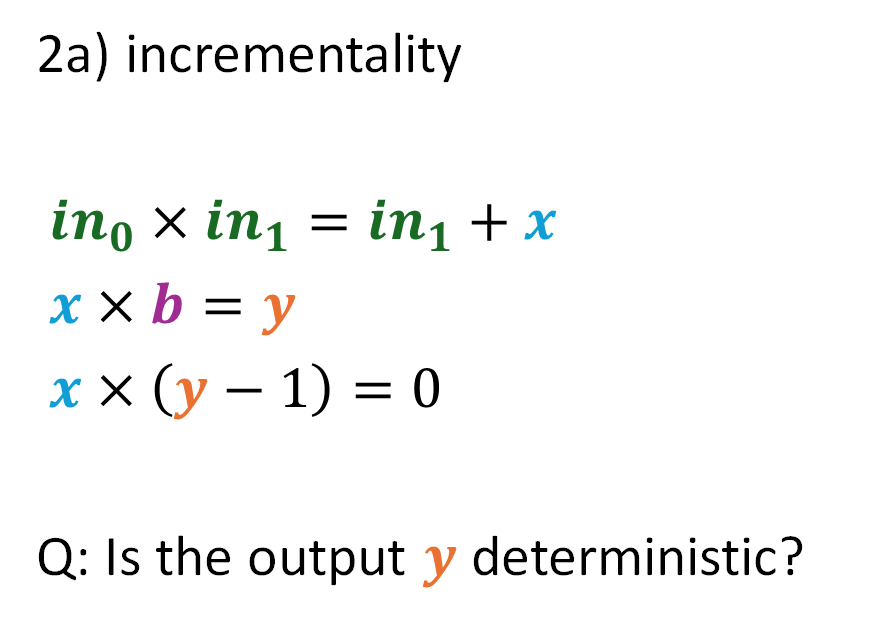 2a) incrementality
in₀ × in₁ = in₁ + x
x × b = y
x × (y − 1) = 0
Q: Is the output y deterministic?